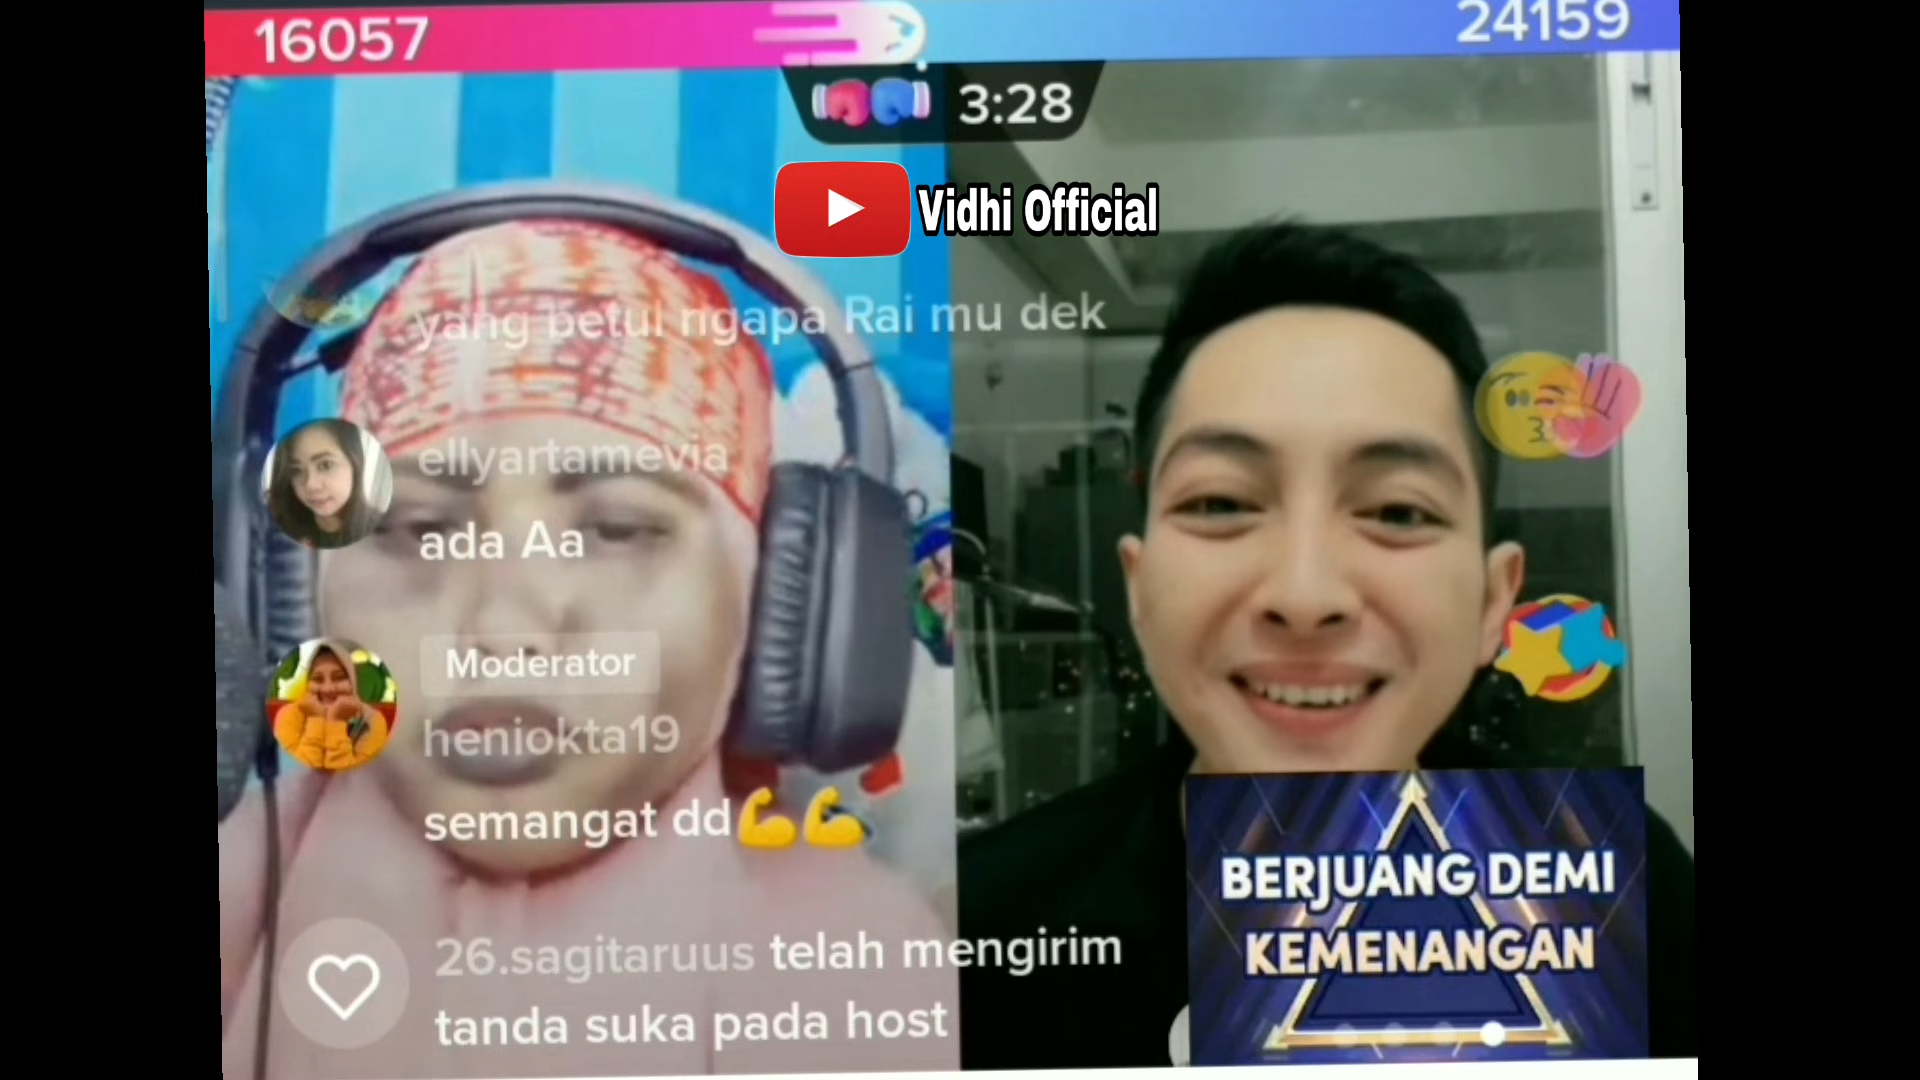 16057
24159
3:28
Vidhi Official
yang betul ngapa Rai mu dek
ellyartamevia
ada Aa
Moderator
heniokta19
semangat dd💪💪
26.sagitaruus telah mengirim
tanda suka pada host
BERJUANG DEMI
KEMENANGAN